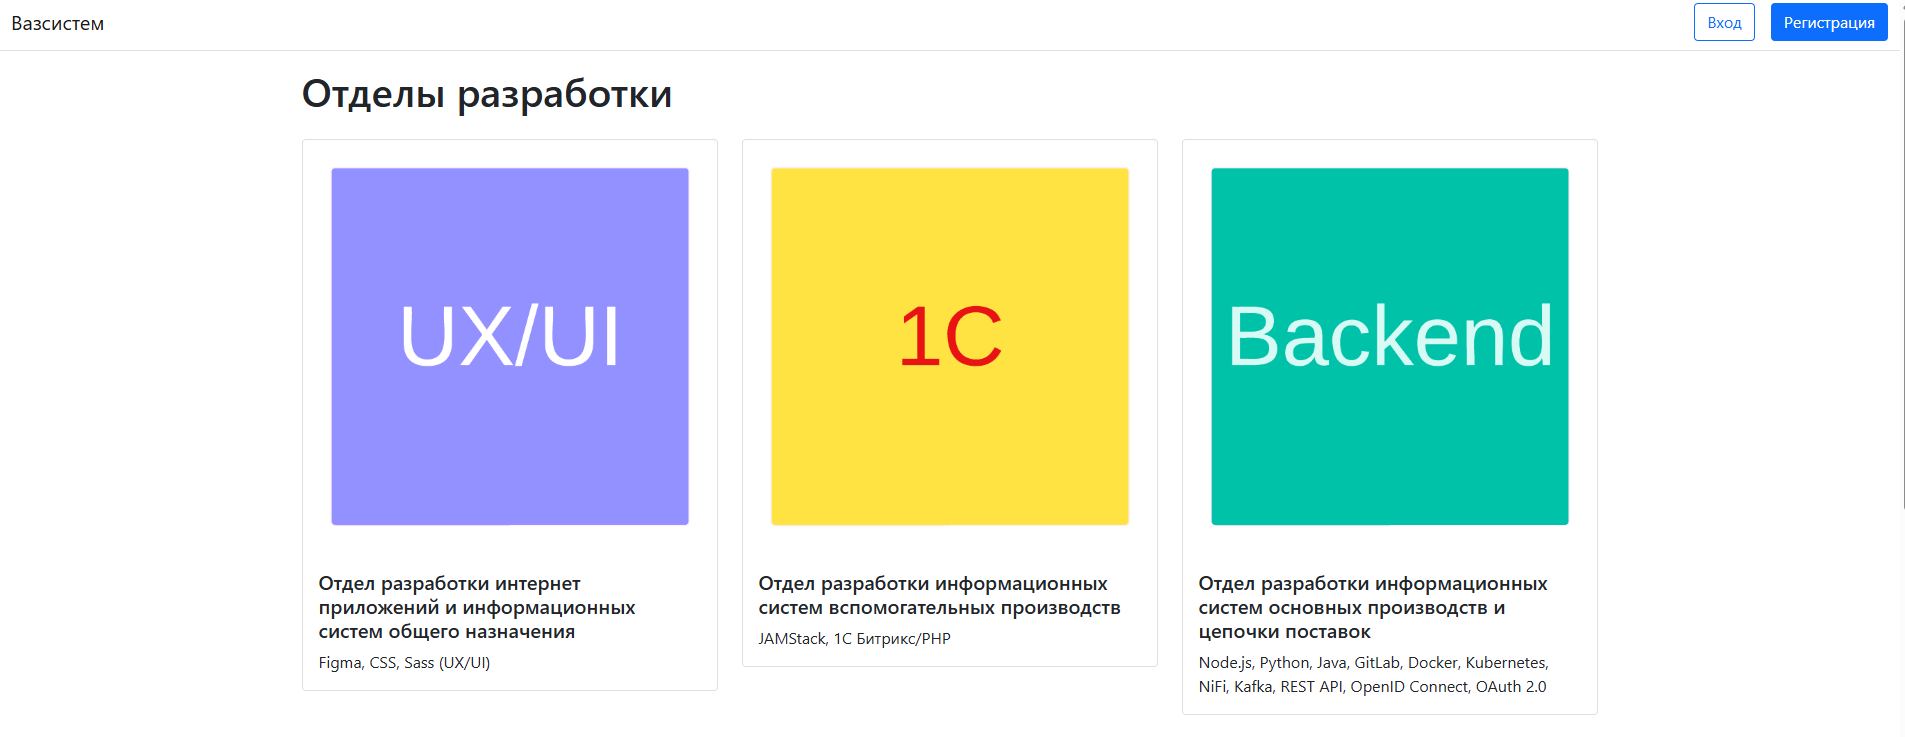 Вазсистем
Вход
Регистрация
Отделы разработки
UX/UI
1C
Backend
Отдел разработки интернет
приложений и информационных
систем общего назначения
Figma, CSS, Sass (UX/UI)
Отдел разработки информационных
систем вспомогательных производств
JAMStack, 1С Битрикс/PHP
Отдел разработки информационных
систем основных производств и
цепочки поставок
Node.js, Python, Java, GitLab, Docker, Kubernetes,
NiFi, Kafka, REST API, OpenID Connect, OAuth 2.0